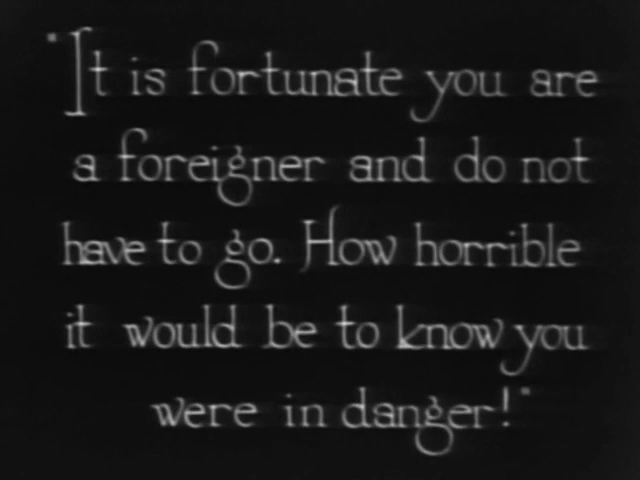 "It is fortunate you are
a foreigner and do not
have to go. How horrible
it would be to know you
were in danger!"